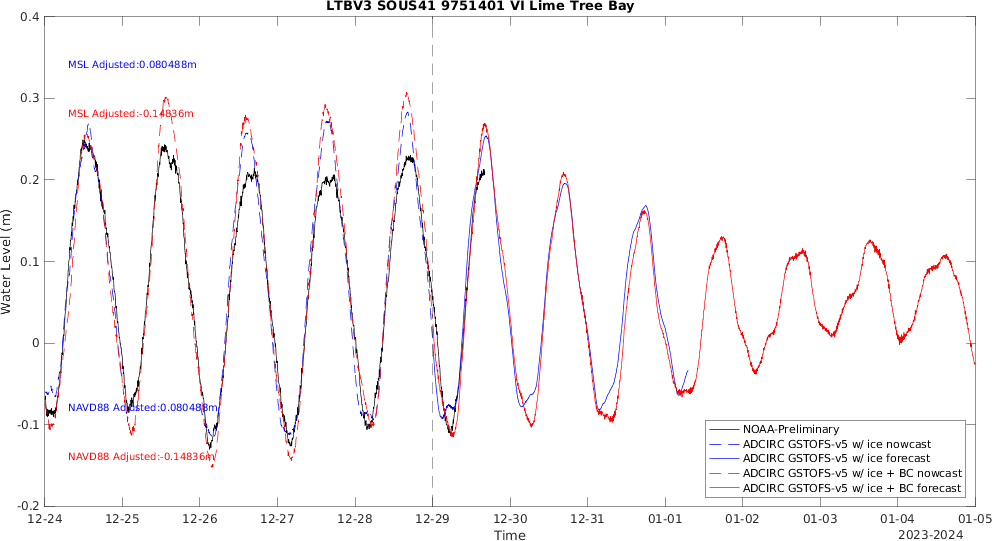 LTBV3 SOUS41 9751401 VI Lime Tree Bay
0.4
0.3
0.2
0.1
0
-0.1
-0.2
Water Level (m)
MSL Adjusted:0.080488m
MSL Adjusted:-0.14836m
NAVD88 Adjusted:0.080488m
NAVD88 Adjusted:-0.14836m
NOAA-Preliminary
ADCIRC GSTOFS-v5 w/ ice nowcast
ADCIRC GSTOFS-v5 w/ ice forecast
ADCIRC GSTOFS-v5 w/ ice + BC nowcast
ADCIRC GSTOFS-v5 w/ ice + BC forecast
12-24 12-25 12-26 12-27 12-28 12-29 12-30 12-31 01-01 01-02 01-03 01-04 01-05
Time
2023-2024